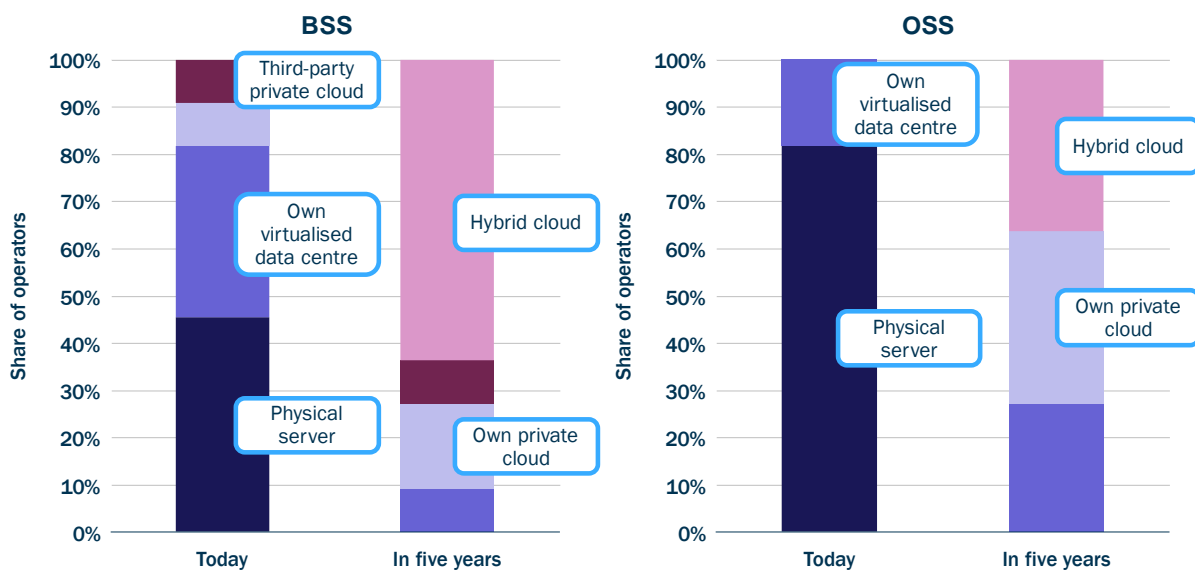 BSS
Share of operators
100%
90%
80%
70%
60%
50%
40%
30%
20%
10%
0%
Third-party
private cloud
Own
virtualised
data centre
Physical
server
Hybrid cloud
Own private
cloud
Today
In five years
OSS
Share of operators
100%
90%
80%
70%
60%
50%
40%
30%
20%
10%
0%
Own
virtualised
data centre
Physical
server
Hybrid cloud
Own private
cloud
Today
In five years